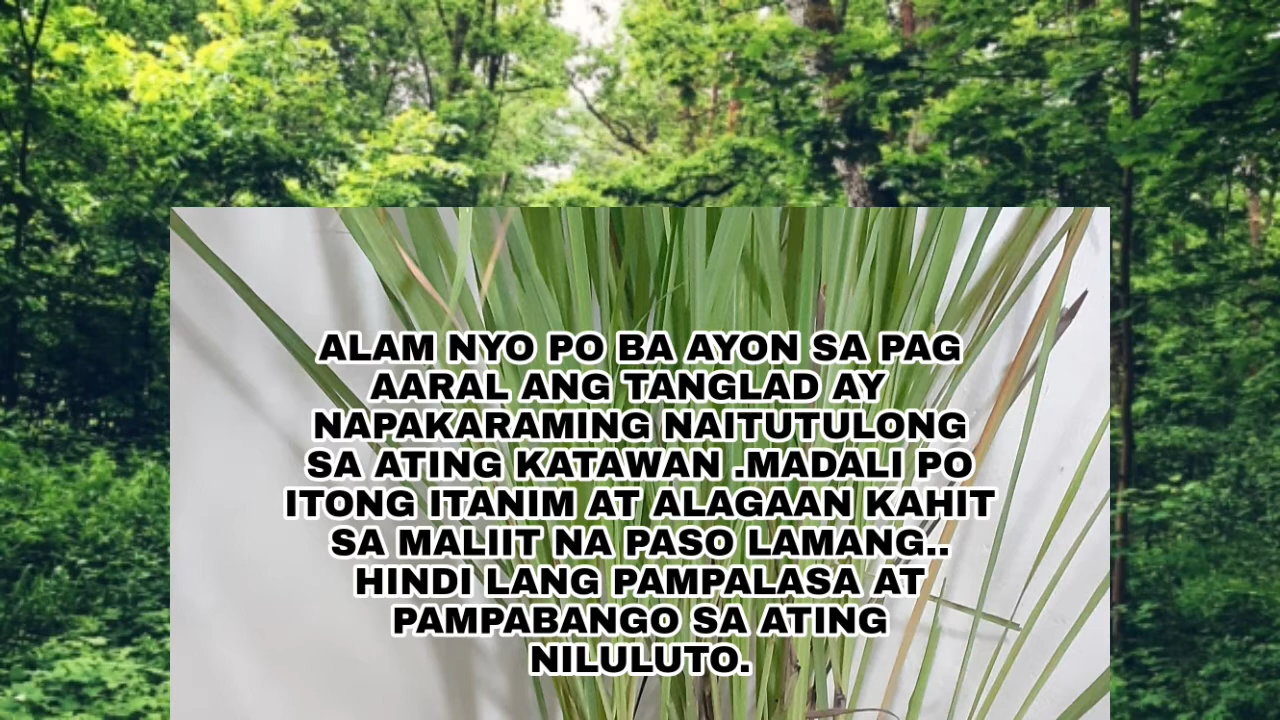 ALAM NYO PO BA AYON SA PAG
AARAL ANG TANGLAD AY
NAPAKARAMING NAITUTULONG
SA ATING KATAWAN .MADALI PO
ITONG ITANIM AT ALAGAAN KAHIT
SA MALIIT NA PASO LAMANG..
HINDI LANG PAMPALASA AT
PAMPABANGO SA ATING
NILULUTO.